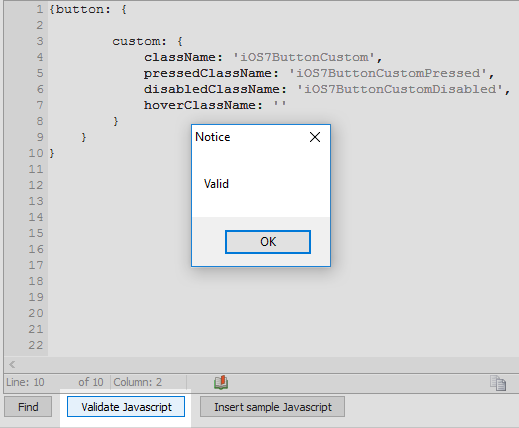 1 {button: {
2
3 custom: {
4 className: 'iOS7ButtonCustom',
5 pressedClassName: 'iOS7ButtonCustomPressed',
6 disabledClassName: 'iOS7ButtonCustomDisabled',
7 hoverClassName: ''
8 }
9 }
10 }
11
12
13
14
15
16
17
18
19
20
21
22
Notice
Valid
OK
Line: 10 of 10 Column: 2
Find Validate Javascript Insert sample Javascript